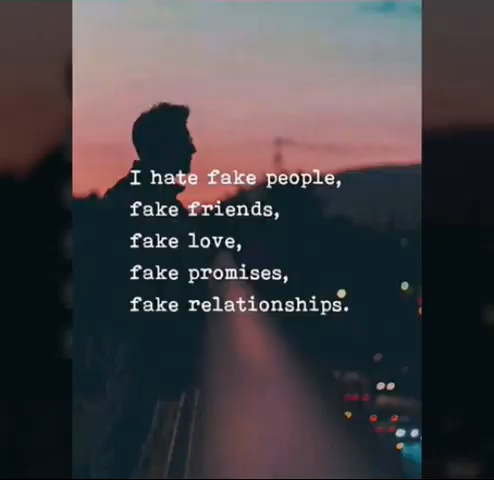 I hate fake people,
fake friends,
fake love,
fake promises,
fake relationships.